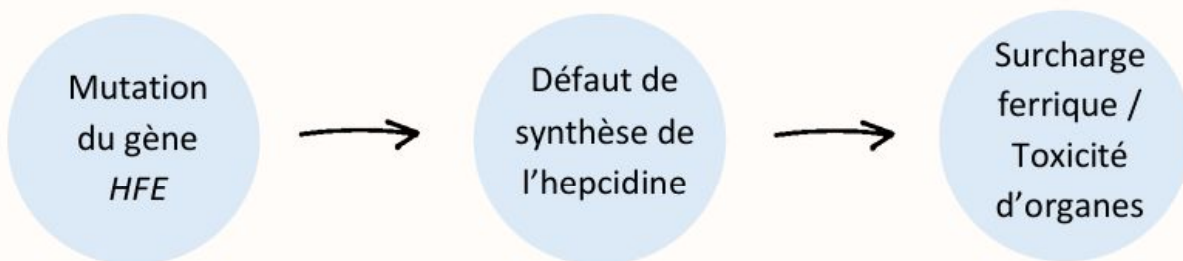 Mutation
du gène
HFE
Défaut de
synthèse de
l’hepcidine
Surcharge
ferrique /
Toxicité
d’organes